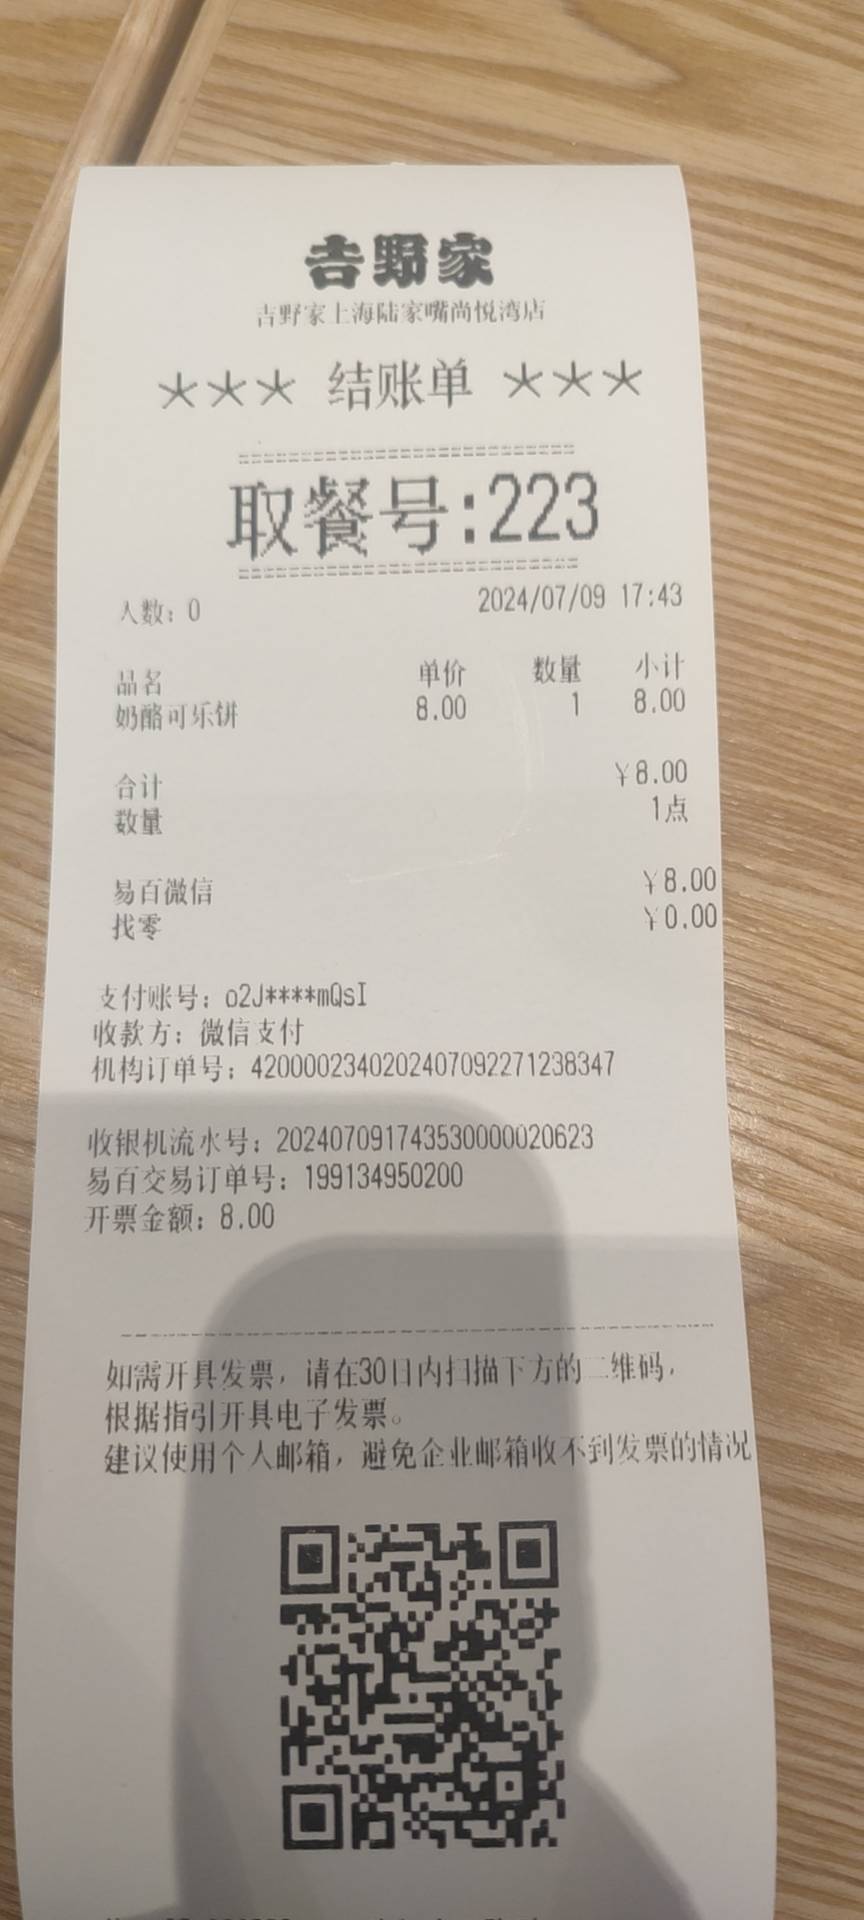 吉野家
吉野家上海陆家嘴尚悦湾店
*** 结账单 ***
取餐号:223
人数: 0 2024/07/09 17:43
品名 单价 数量 小计
奶酪可乐饼 8.00 1 8.00
合计 ¥8.00
数量 1点
易百微信 ¥8.00
找零 ¥0.00
支付账号: o2J****mQsI
收款方: 微信支付
机构订单号: 4200002340202407092271238347
收银机流水号: 202407091743530000020623
易百交易订单号: 199134950200
开票金额: 8.00
如需开具发票, 请在30日内扫描下方的二维码,
根据指引开具电子发票。
建议使用个人邮箱, 避免企业邮箱收不到发票的情况